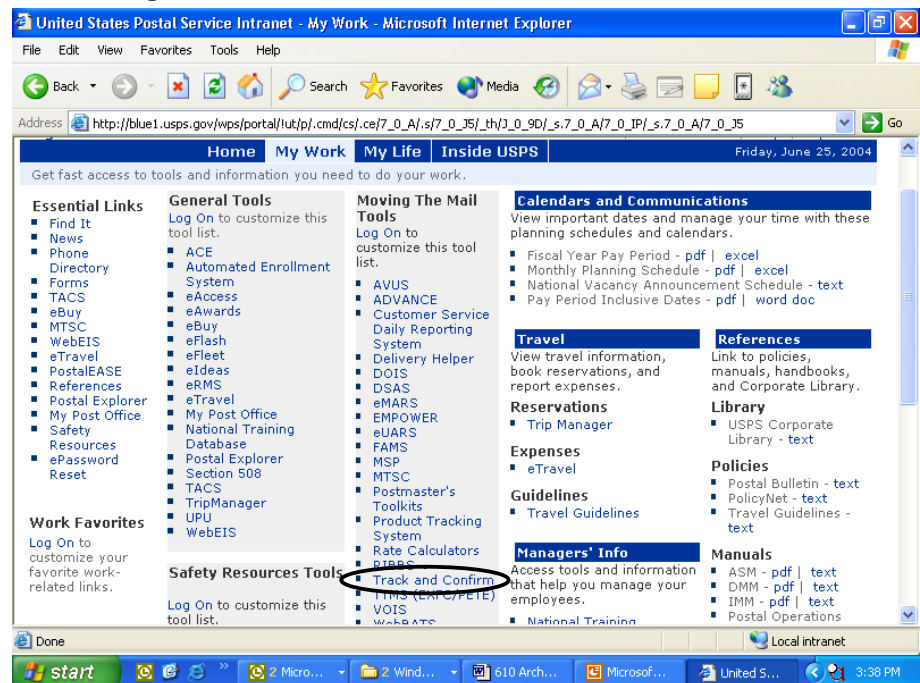 United States Postal Service Intranet - My Work - Microsoft Internet Explorer
File Edit View Favorites Tools Help
Back Search Favorites Media
Address http://blue1.usps.gov/wps/portal/!ut/p/.cmd/cs/.ce/7_0_A/.s/7_0_J5/_th/J_0_9D/_s.7_0_A/7_0_IP/_s.7_0_A/7_0_J5 Go
Home My Work My Life Inside USPS Friday, June 25, 2004
Get fast access to tools and information you need to do your work.
Essential Links
Find It
News
Phone
Directory
Forms
TACS
eBuy
MTSC
WebEIS
eTravel
PostalEASE
References
Postal Explorer
My Post Office
Safety
Resources
ePassword
Reset
Work Favorites
Log On to
customize your
favorite work-
related links.
General Tools
Log On to customize this
tool list.
ACE
Automated Enrollment
System
eAccess
eAwards
eBuy
eFlash
eFleet
eIdeas
eRMS
eTravel
My Post Office
National Training
Database
Postal Explorer
Section 508
TACS
TripManager
UPU
WebEIS
Safety Resources Tools
Log On to customize this
tool list.
Moving The Mail
Tools
Log On to
customize this tool
list.
AVUS
ADVANCE
Customer Service
Daily Reporting
System
Delivery Helper
DOIS
DSAS
eMARS
EMPOWER
eUARS
FAMS
MSP
MTSC
Postmaster's
Toolkits
Product Tracking
System
Rate Calculators
RIBBS
Track and Confirm
TTMS (EXFC/PETE)
VOIS
WebBATS
Calendars and Communications
View important dates and manage your time with these
planning schedules and calendars.
Fiscal Year Pay Period - pdf | excel
Monthly Planning Schedule - pdf | excel
National Vacancy Announcement Schedule - text
Pay Period Inclusive Dates - pdf | word doc
Travel
View travel information,
book reservations, and
report expenses.
Reservations
Trip Manager
Expenses
eTravel
Guidelines
Travel Guidelines
Managers' Info
Access tools and information
that help you manage your
employees.
National Training
References
Link to policies,
manuals, handbooks,
and Corporate Library.
Library
USPS Corporate
Library - text
Policies
Postal Bulletin - text
PolicyNet - text
Travel Guidelines -
text
Manuals
ASM - pdf | text
DMM - pdf | text
IMM - pdf | text
Postal Operations
Done Local intranet
start 2 Micro... 2 Wind... 610 Arch... Microsof... United S... 3:38 PM